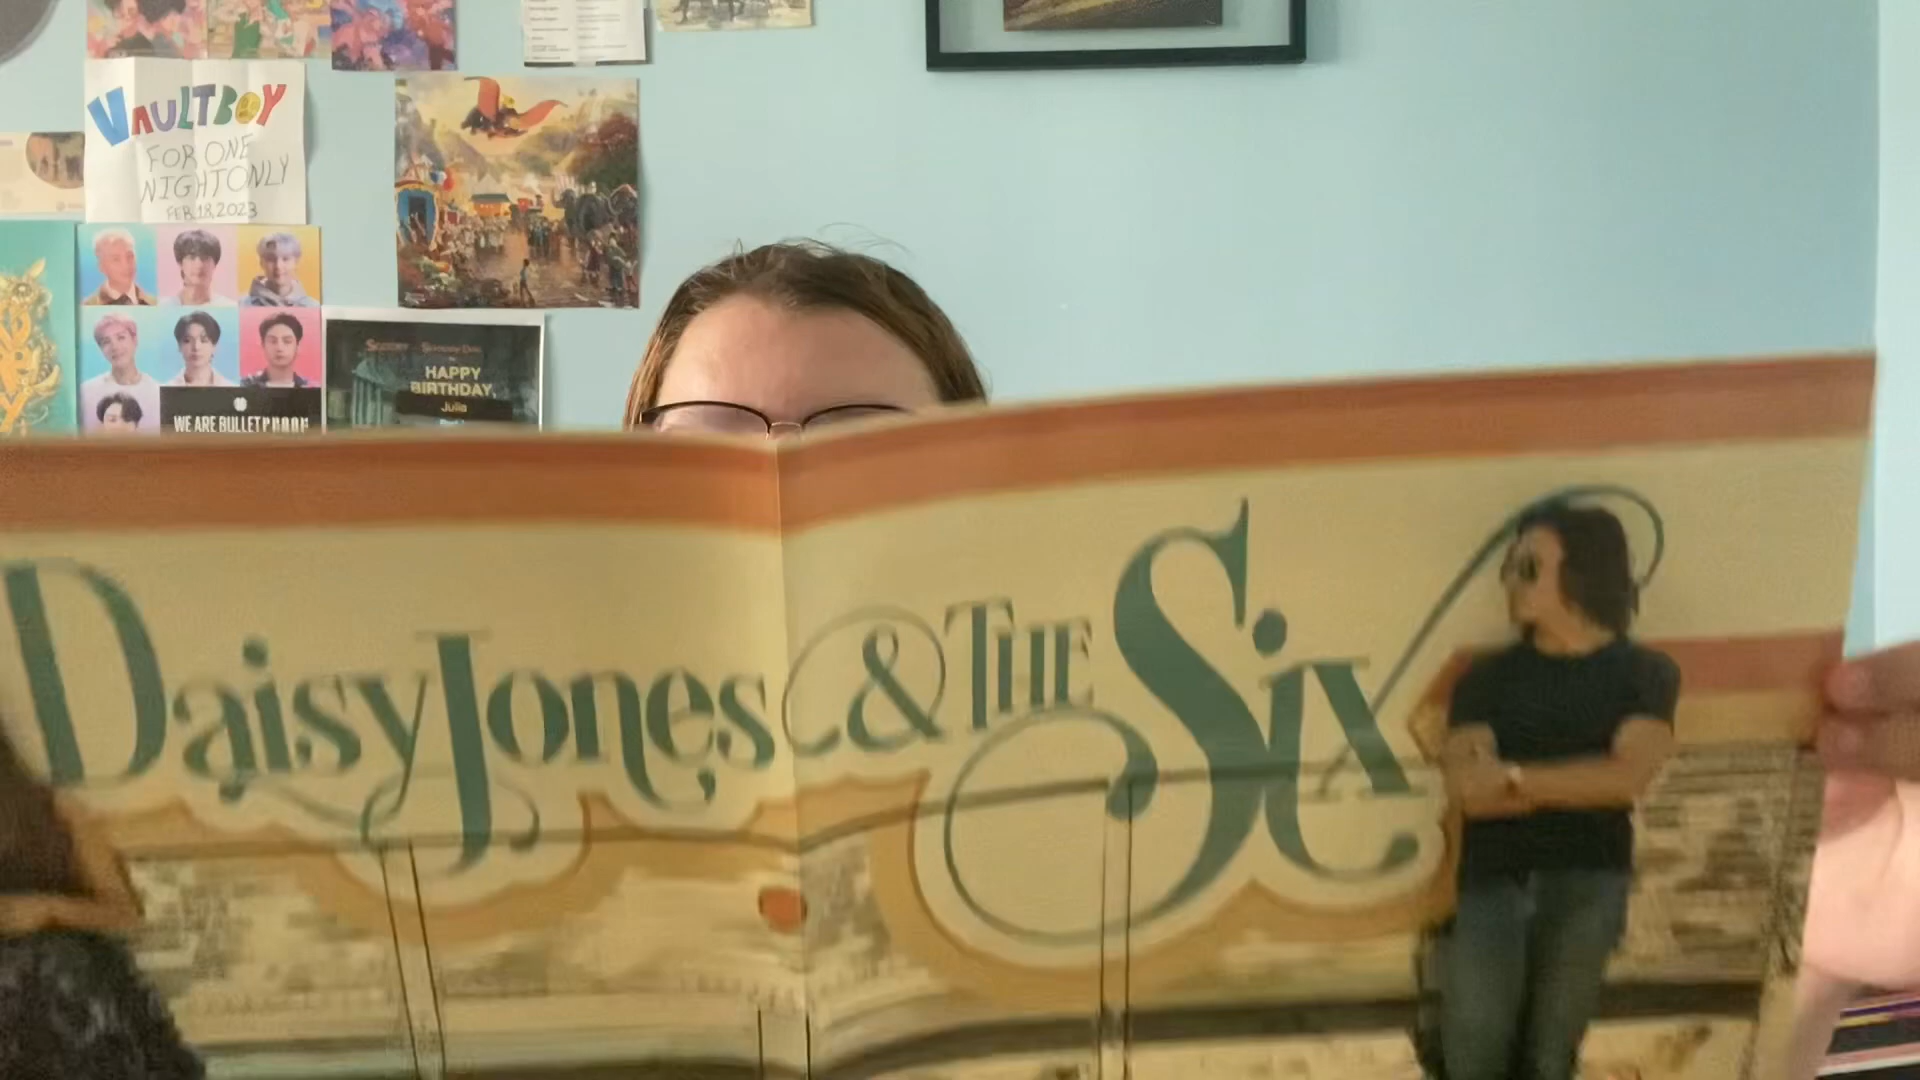 VAULTBOY
FOR ONE
NIGHT ONLY
FEB. 18, 2023
HAPPY
BIRTHDAY,
Julia
WE ARE BULLETPROOF
Daisy Jones & The Six